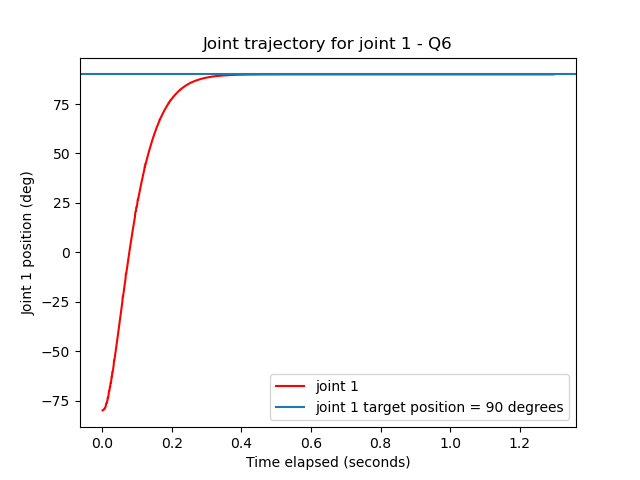 Joint trajectory for joint 1 - Q6
Joint 1 position (deg)
75
50
25
0
−25
−50
−75
joint 1
joint 1 target position = 90 degrees
0.0 0.2 0.4 0.6 0.8 1.0 1.2
Time elapsed (seconds)